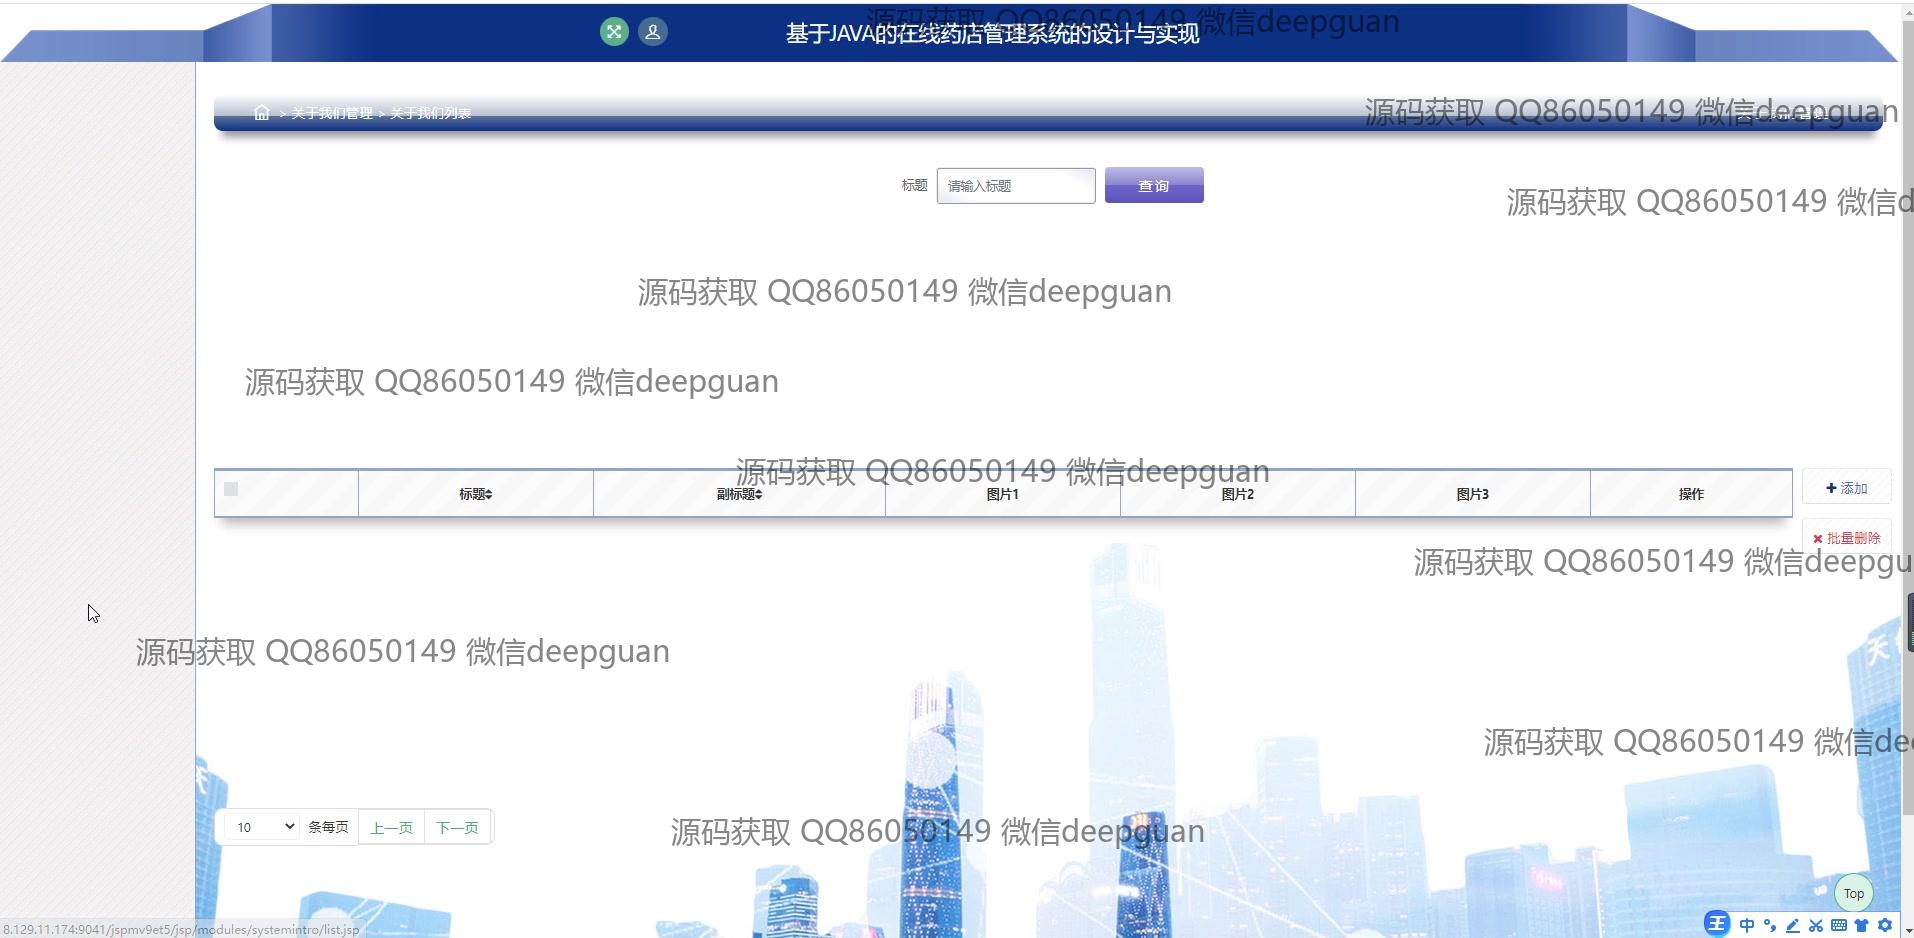 基于JAVA的在线药店管理系统的设计与实现
源码获取 QQ86050149 微信deepguan
> 关于我们管理 > 关于我们列表
源码获取 QQ86050149 微信deepguan
标题 请输入标题 查询
源码获取 QQ86050149 微信d
源码获取 QQ86050149 微信deepguan
源码获取 QQ86050149 微信deepguan
源码获取 QQ86050149 微信deepguan
标题 副标题 图片1 图片2 图片3 操作
添加
批量删除
源码获取 QQ86050149 微信deepgu
源码获取 QQ86050149 微信deepguan
源码获取 QQ86050149 微信dee
10 条每页 上一页 下一页
源码获取 QQ86050149 微信deepguan
Top
8.129.11.174:9041/jspmv9et5/jsp/modules/systemintro/list.jsp
王 中